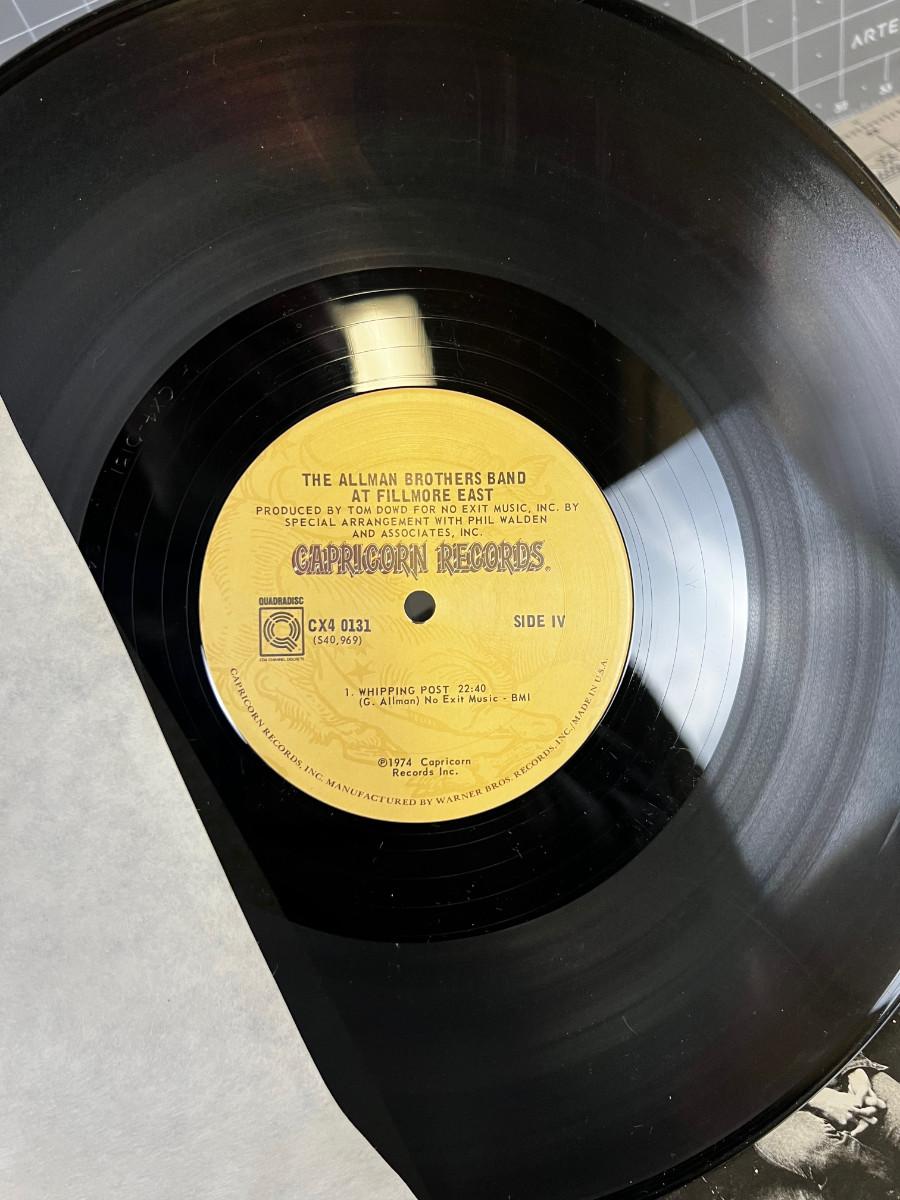 ARTE
THE ALLMAN BROTHERS BAND
AT FILLMORE EAST
PRODUCED BY TOM DOWD FOR NO EXIT MUSIC, INC. BY
SPECIAL ARRANGEMENT WITH PHIL WALDEN
AND ASSOCIATES, INC.
CAPRICORN RECORDS.
QUADRADISC
CX4 0131
(S40,969)
SIDE IV
1. WHIPPING POST 22:40
(G. Allman) No Exit Music - BMI
℗1974 Capricorn
Records Inc.
CAPRICORN RECORDS, INC. MANUFACTURED BY WARNER BROS. RECORDS, INC./MADE IN U.S.A.